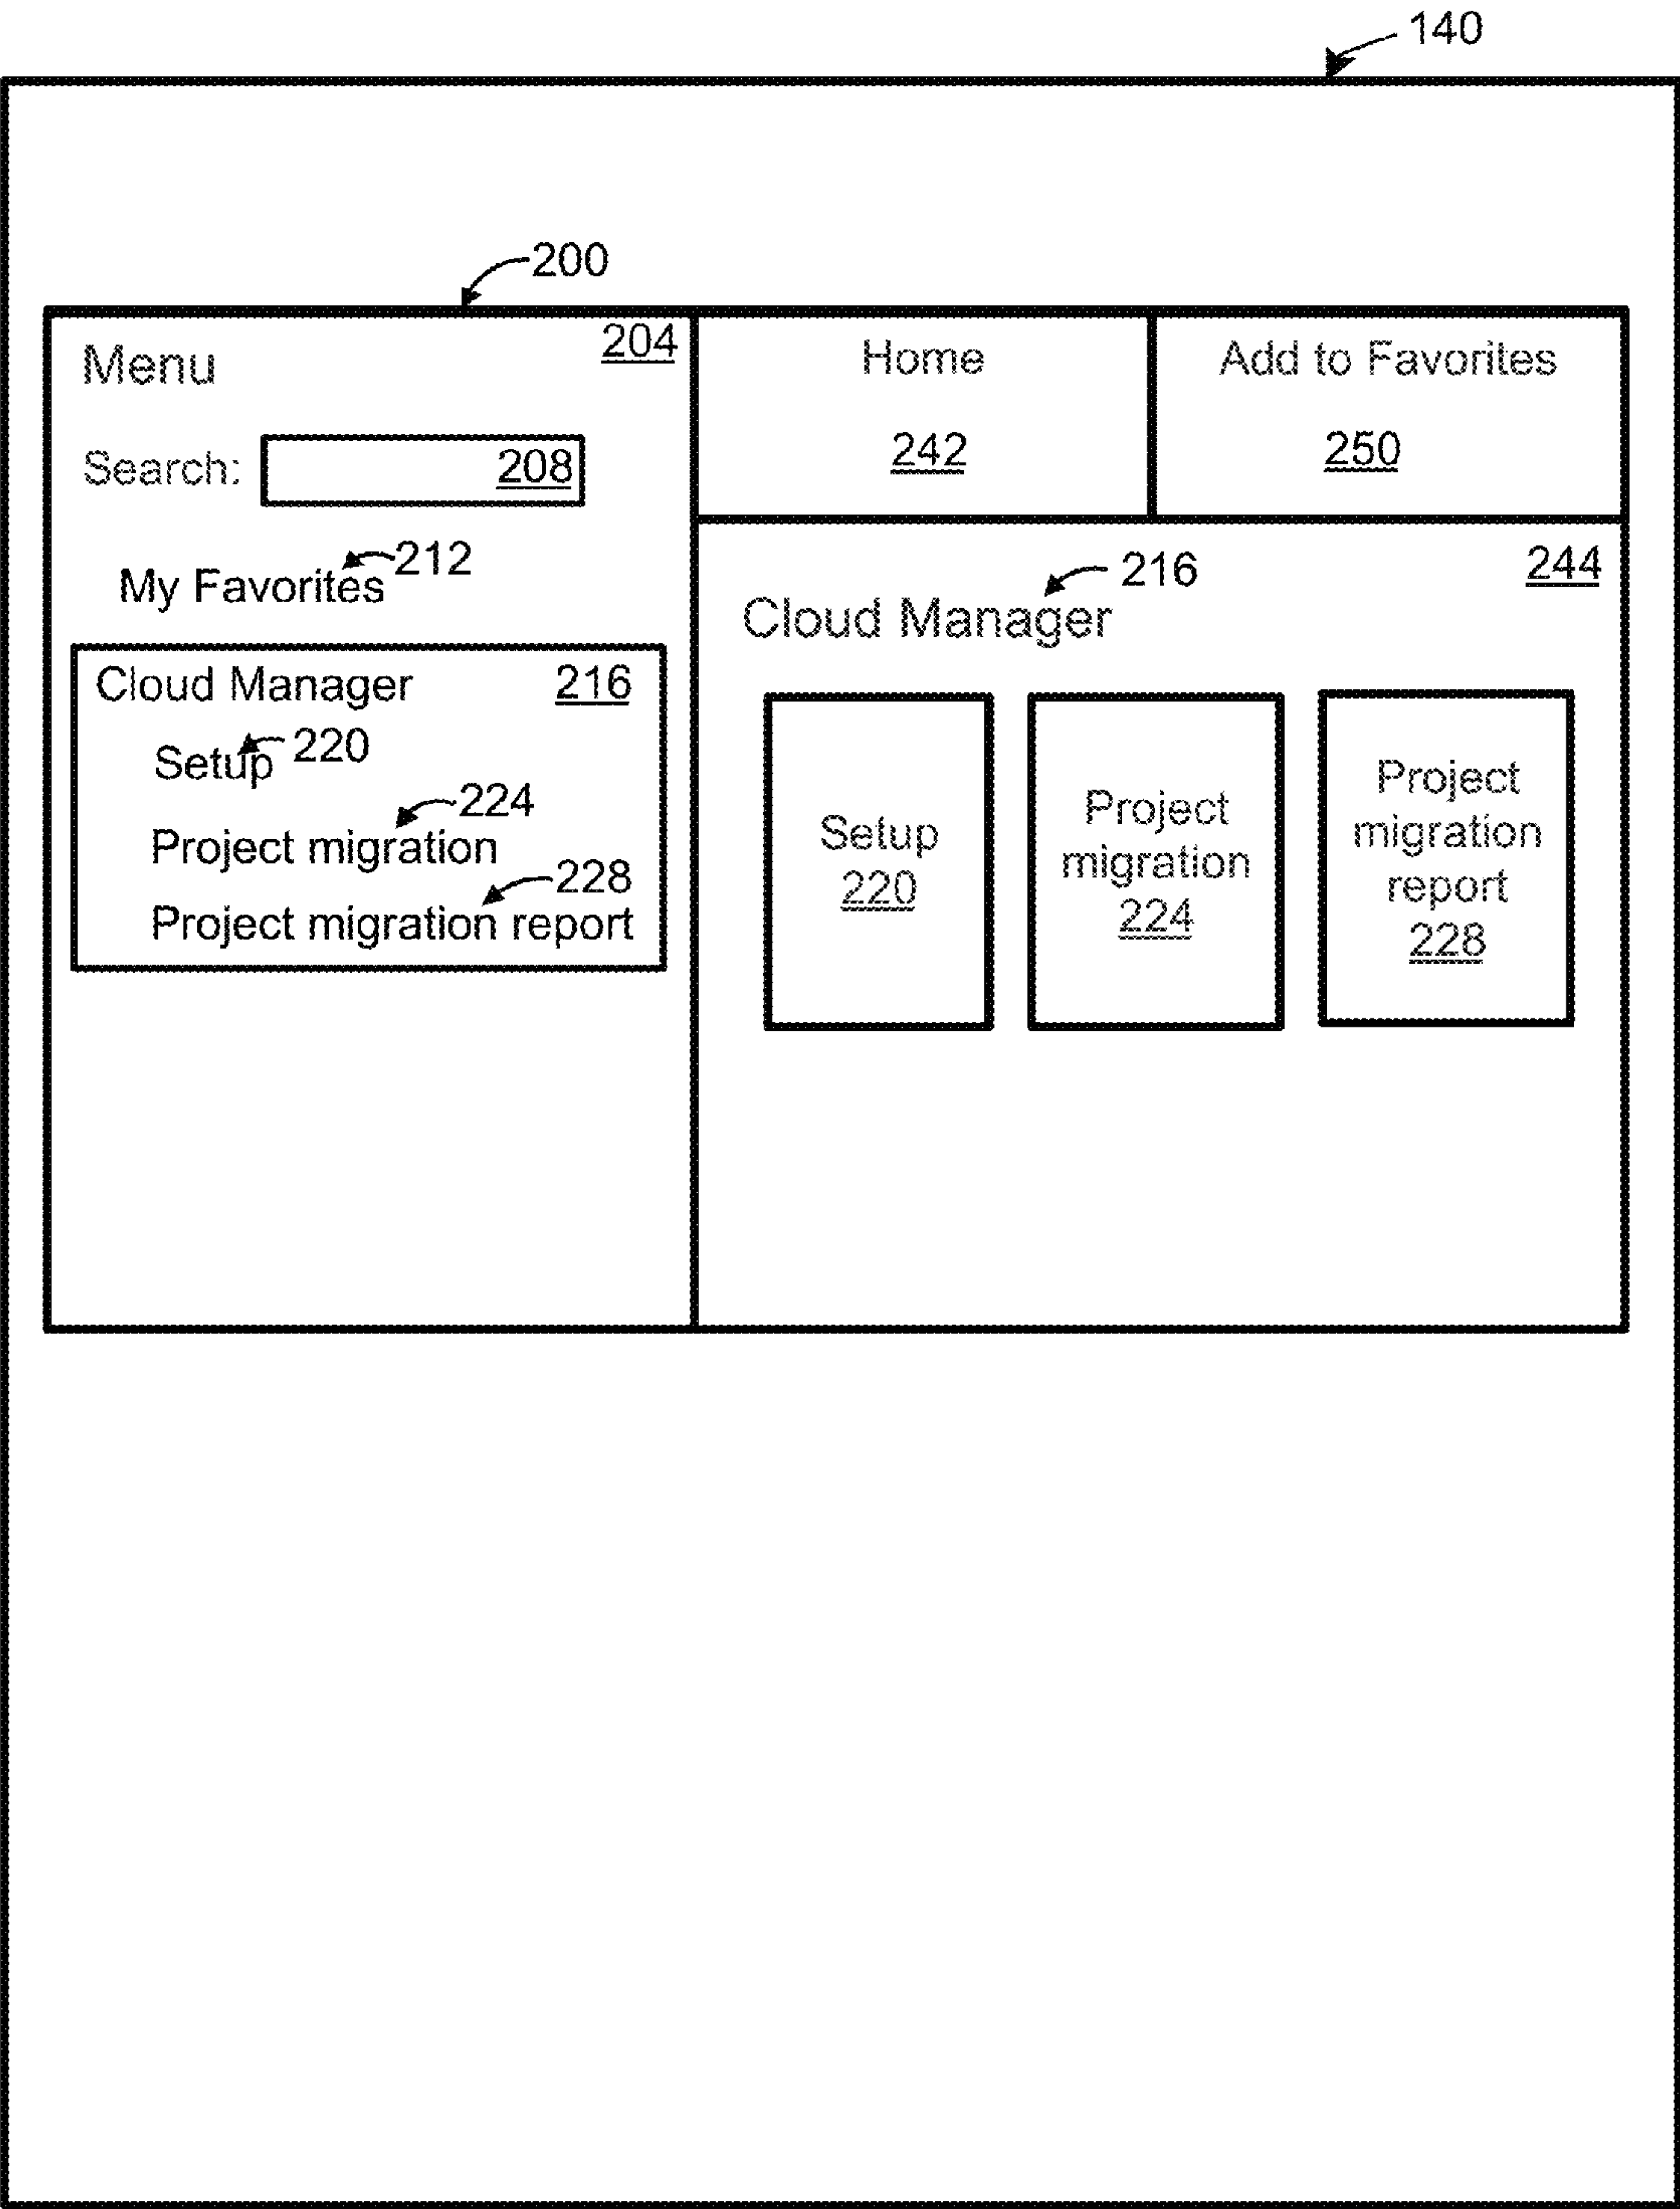 140
200
Menu
204
Search:
208
My Favorites
212
Cloud Manager
216
Setup
220
Project migration
224
Project migration report
228
Home
242
Add to Favorites
250
Cloud Manager
216
244
Setup
220
Project
migration
224
Project
migration
report
228